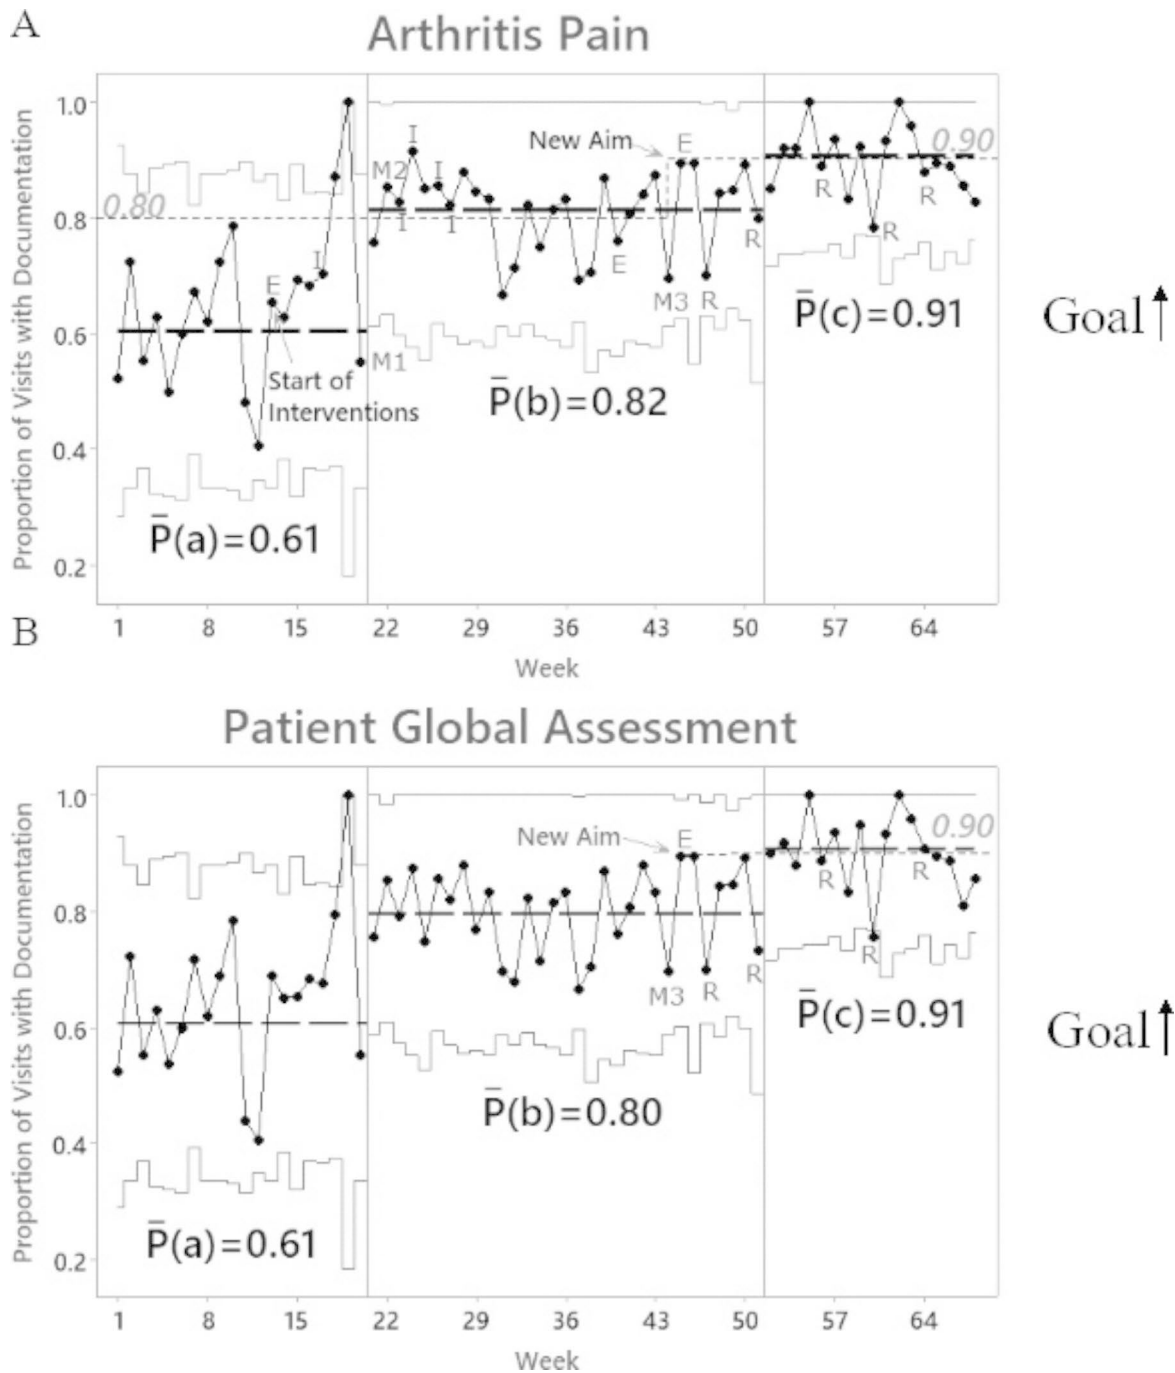 A
Arthritis Pain
Proportion of Visits with Documentation
1.0
0.8
0.6
0.4
0.2
0.80
E
I
Start of
Interventions
P̅(a)=0.61
M2
I
I
I
I
M1
New Aim
E
E
M3
R
R
P̅(b)=0.82
0.90
R
R
R
P̅(c)=0.91
Goal↑
1 8 15 22 29 36 43 50 57 64
Week
B
Patient Global Assessment
Proportion of Visits with Documentation
1.0
0.8
0.6
0.4
0.2
P̅(a)=0.61
New Aim
E
M3
R
R
P̅(b)=0.80
0.90
R
R
R
P̅(c)=0.91
Goal↑
1 8 15 22 29 36 43 50 57 64
Week